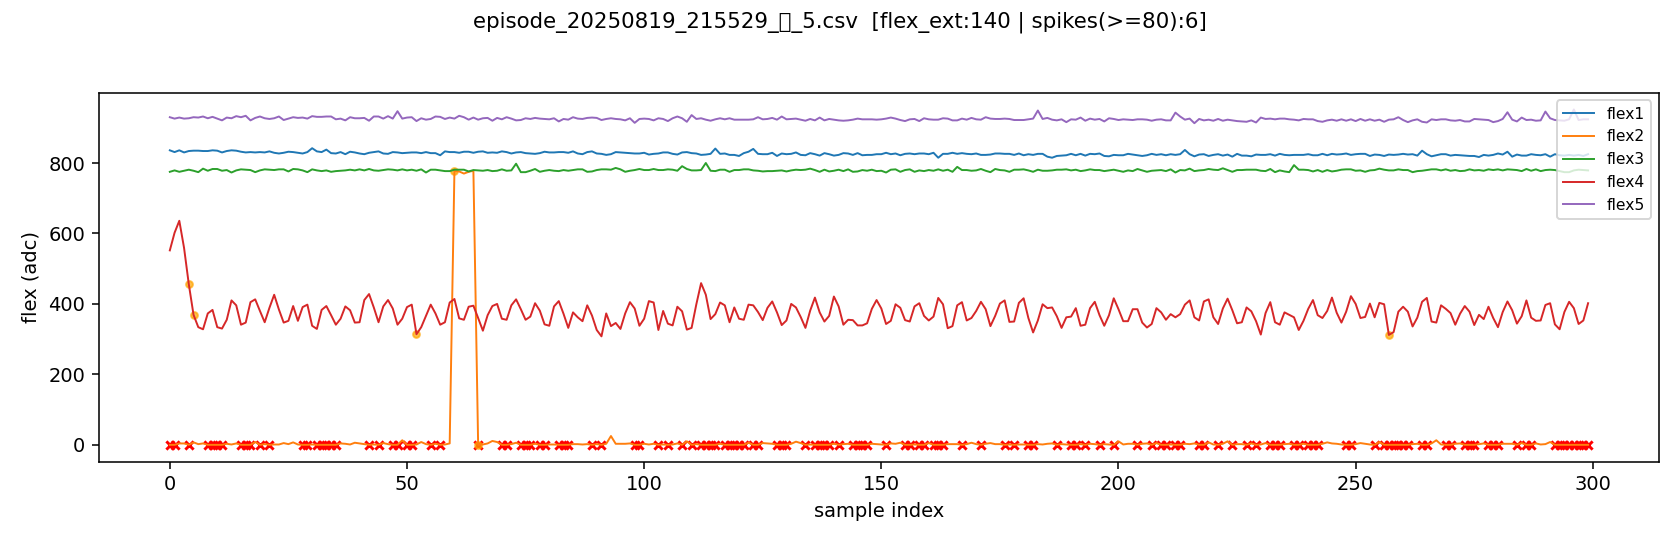 episode_20250819_215529_▯_5.csv  [flex_ext:140 | spikes(>=80):6]
flex1
flex2
flex3
flex4
flex5
flex (adc)
800
600
400
200
0
0 50 100 150 200 250 300
sample index